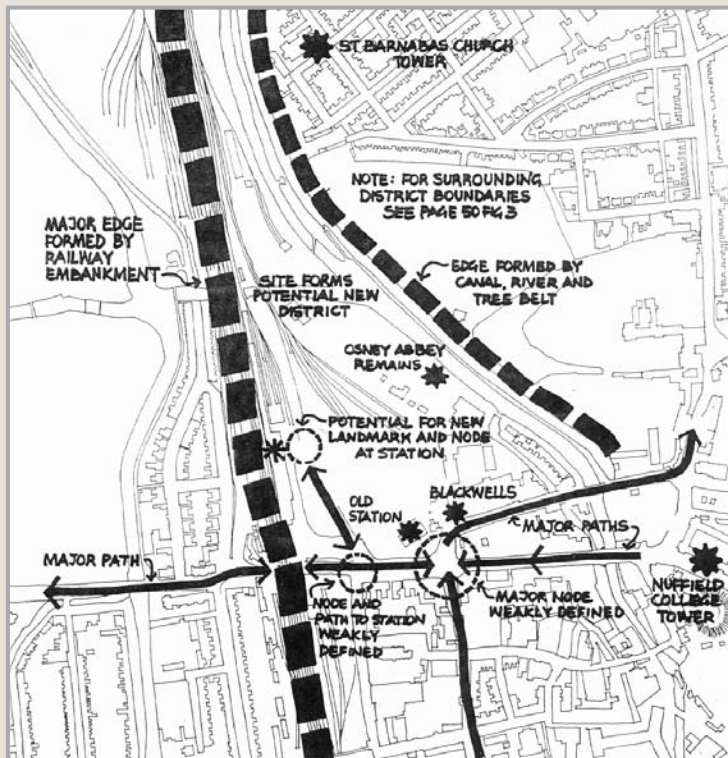 ST BARNABAS CHURCH
TOWER
NOTE: FOR SURROUNDING
DISTRICT BOUNDARIES
SEE PAGE 50 FIG 3
MAJOR EDGE
FORMED BY
RAILWAY
EMBANKMENT
SITE FORMS
POTENTIAL NEW
DISTRICT
EDGE FORMED BY
CANAL, RIVER AND
TREE BELT
OSNEY ABBEY
REMAINS
POTENTIAL FOR NEW
LANDMARK AND NODE
AT STATION
OLD
STATION
BLACKWELLS
MAJOR PATHS
MAJOR PATH
NODE AND
PATH TO STATION
WEAKLY
DEFINED
MAJOR NODE
WEAKLY DEFINED
NUFFIELD
COLLEGE
TOWER